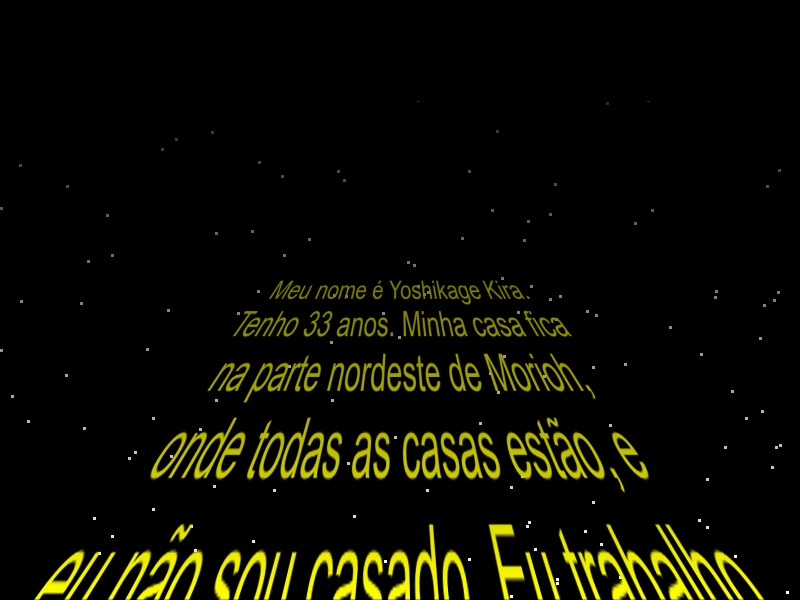 Meu nome é Yoshikage Kira.
Tenho 33 anos. Minha casa fica
na parte nordeste de Morioh,
onde todas as casas estão, e
eu não sou casado. Eu trabalho